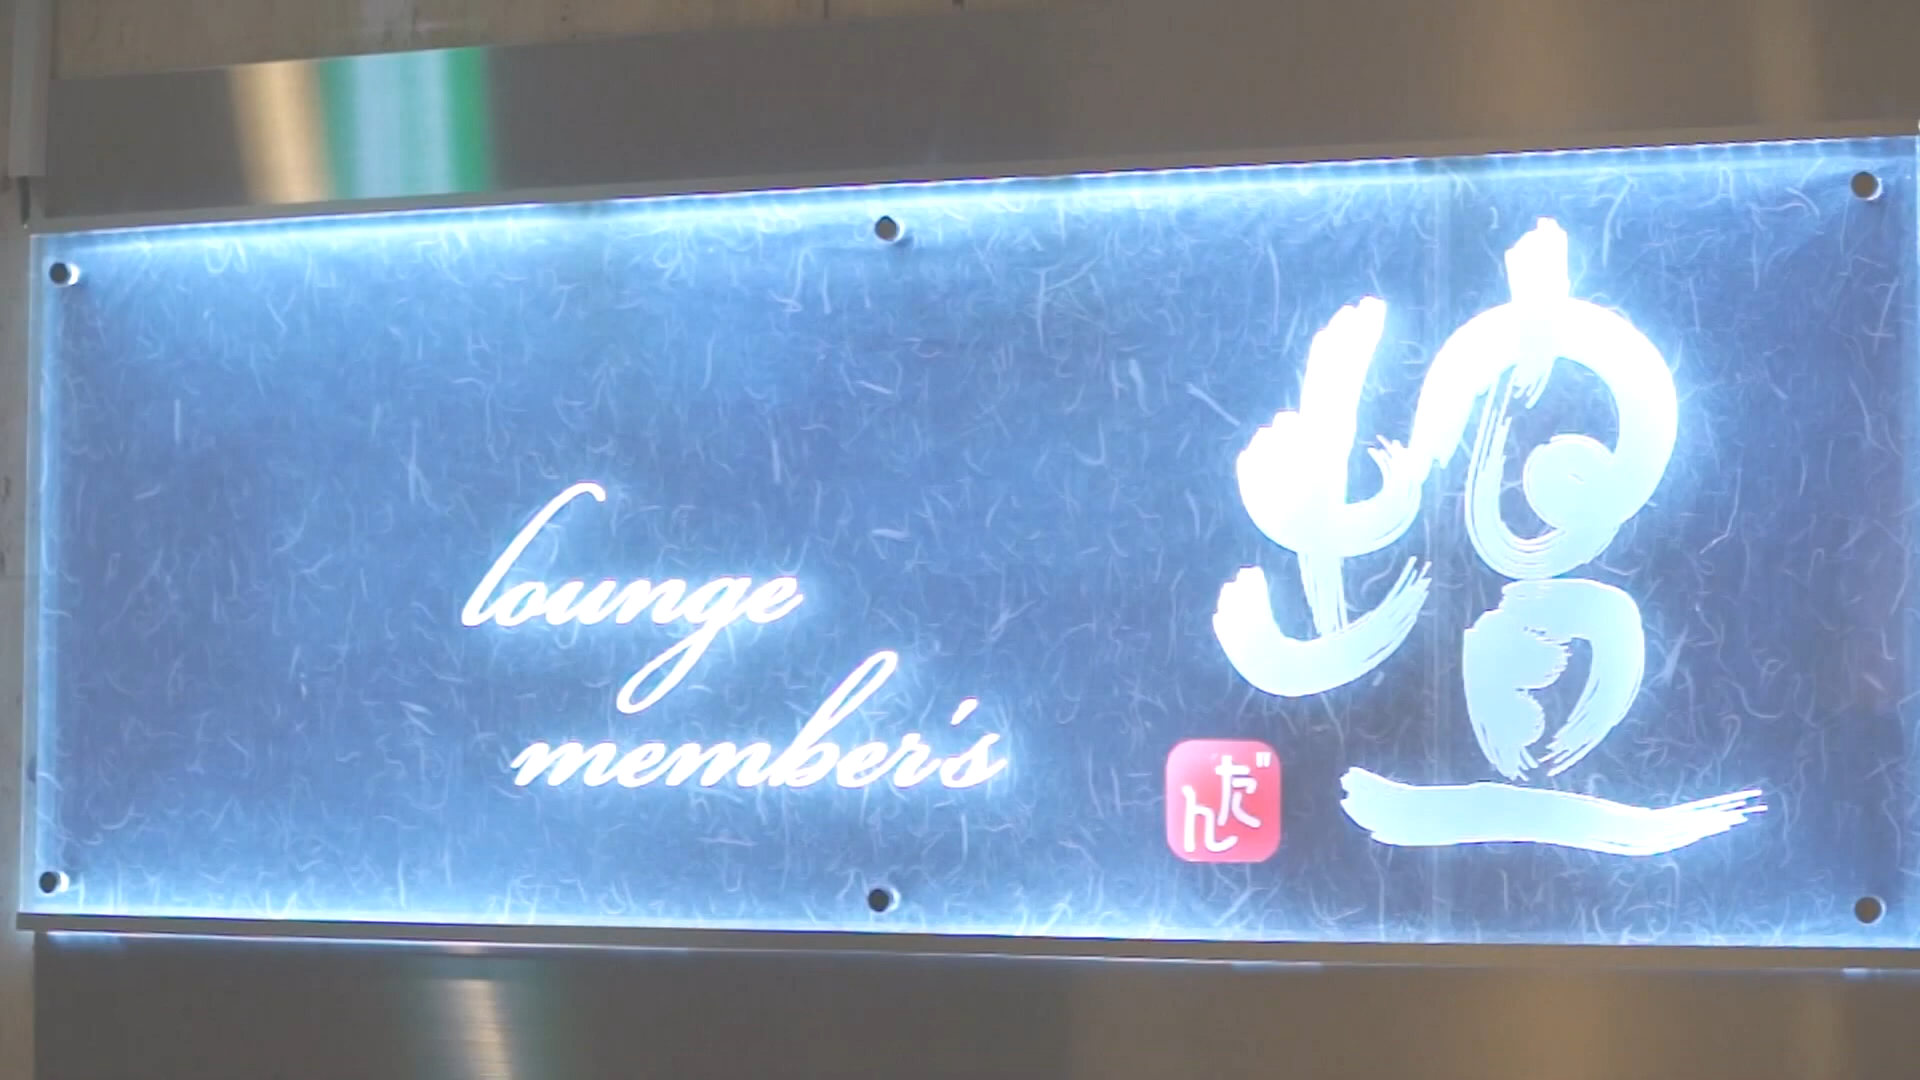 lounge
member's
壇
だん